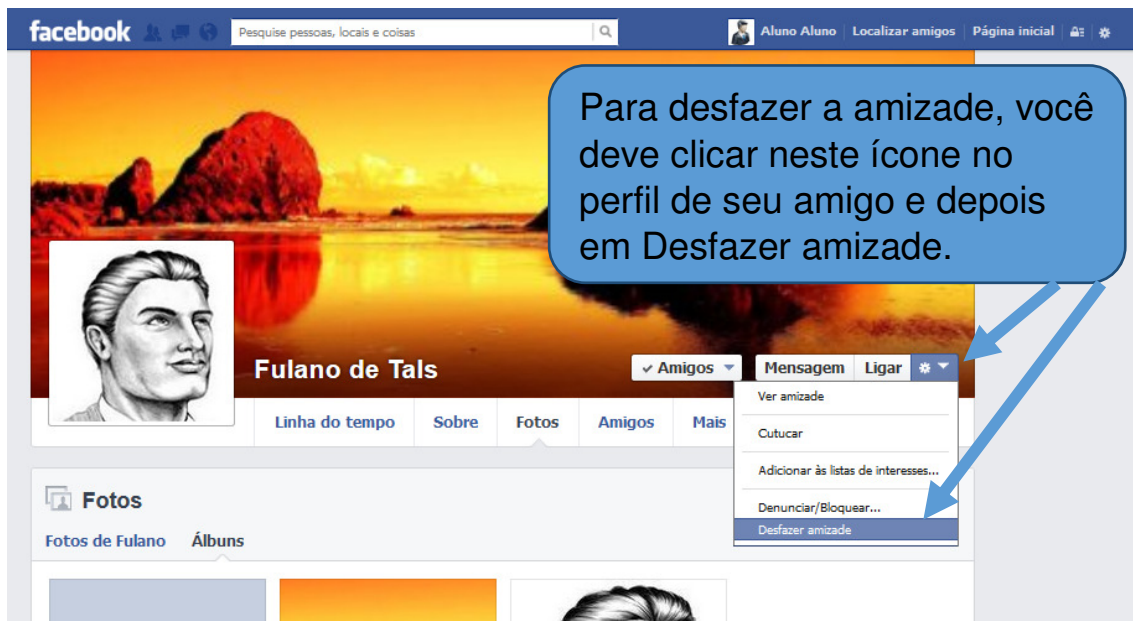 facebook
Pesquise pessoas, locais e coisas
Aluno Aluno
Localizar amigos
Página inicial
Para desfazer a amizade, você
deve clicar neste ícone no
perfil de seu amigo e depois
em Desfazer amizade.
Fulano de Tals
Amigos
Mensagem
Ligar
Linha do tempo
Sobre
Fotos
Amigos
Mais
Ver amizade
Cutucar
Adicionar às listas de interesses...
Denunciar/Bloquear...
Desfazer amizade
Fotos
Fotos de Fulano
Álbuns